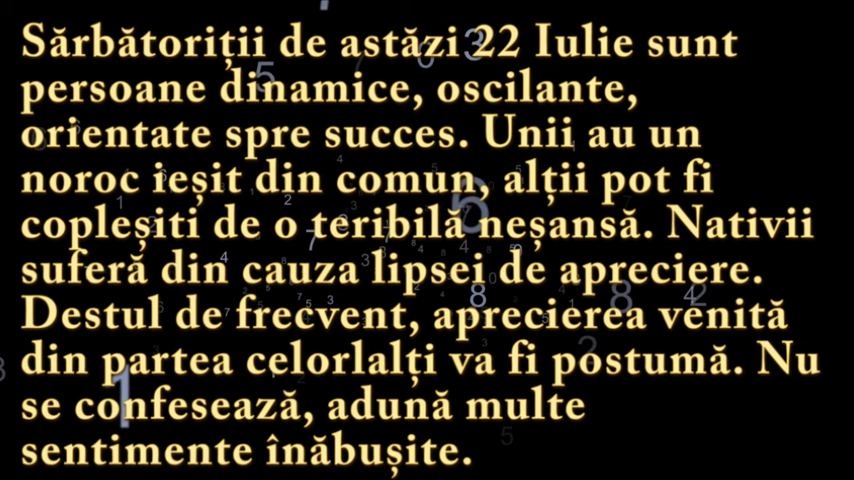 Sărbătoriții de astăzi 22 Iulie sunt
persoane dinamice, oscilante,
orientate spre succes. Unii au un
noroc ieșit din comun, alții pot fi
copleșiti de o teribilă neșansă. Nativii
suferă din cauza lipsei de apreciere.
Destul de frecvent, aprecierea venită
din partea celorlalți va fi postumă. Nu
se confesează, adună multe
sentimente înăbușite.